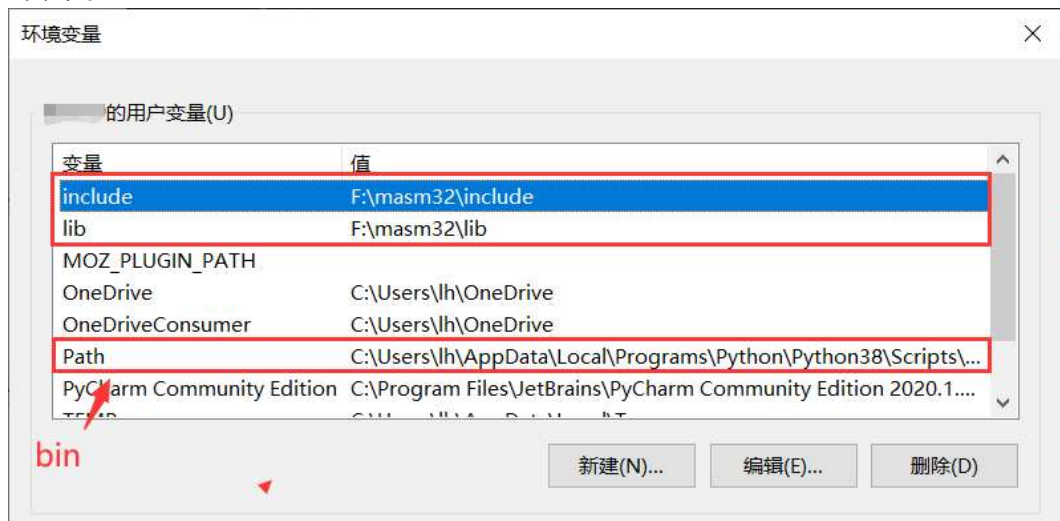 环境变量
的用户变量(U)
变量 值
include F:\masm32\include
lib F:\masm32\lib
MOZ_PLUGIN_PATH
OneDrive C:\Users\lh\OneDrive
OneDriveConsumer C:\Users\lh\OneDrive
Path C:\Users\lh\AppData\Local\Programs\Python\Python38\Scripts\...
PyCharm Community Edition C:\Program Files\JetBrains\PyCharm Community Edition 2020.1....
bin
新建(N)... 编辑(E)... 删除(D)